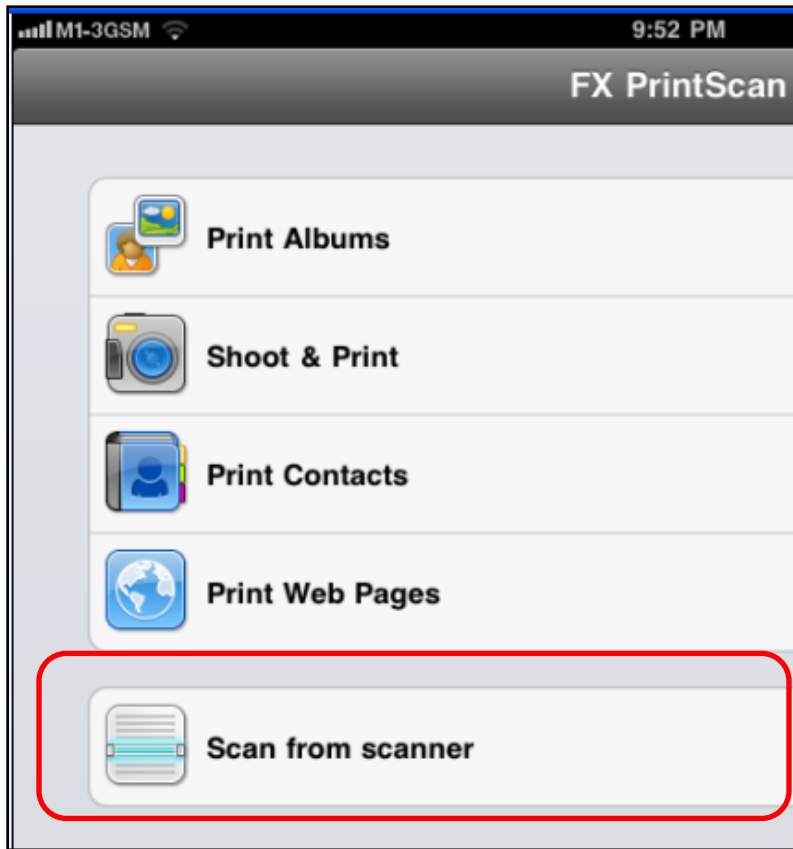 M1-3GSM 9:52 PM
FX PrintScan
Print Albums
Shoot & Print
Print Contacts
Print Web Pages
Scan from scanner